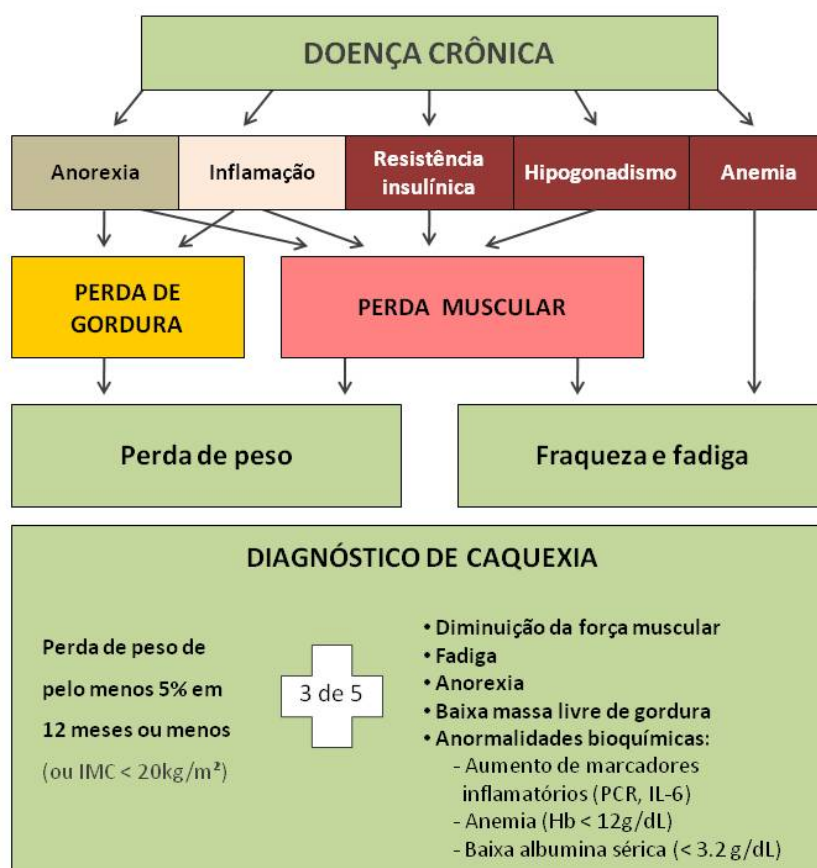 DOENÇA CRÔNICA
Anorexia
Inflamação
Resistência
insulínica
Hipogonadismo
Anemia
PERDA DE
GORDURA
PERDA MUSCULAR
Perda de peso
Fraqueza e fadiga
DIAGNÓSTICO DE CAQUEXIA
Perda de peso de
pelo menos 5% em
12 meses ou menos
(ou IMC < 20kg/m²)
3 de 5
• Diminuição da força muscular
• Fadiga
• Anorexia
• Baixa massa livre de gordura
• Anormalidades bioquímicas:
- Aumento de marcadores
inflamatórios (PCR, IL-6)
- Anemia (Hb < 12g/dL)
- Baixa albumina sérica (< 3.2 g/dL)